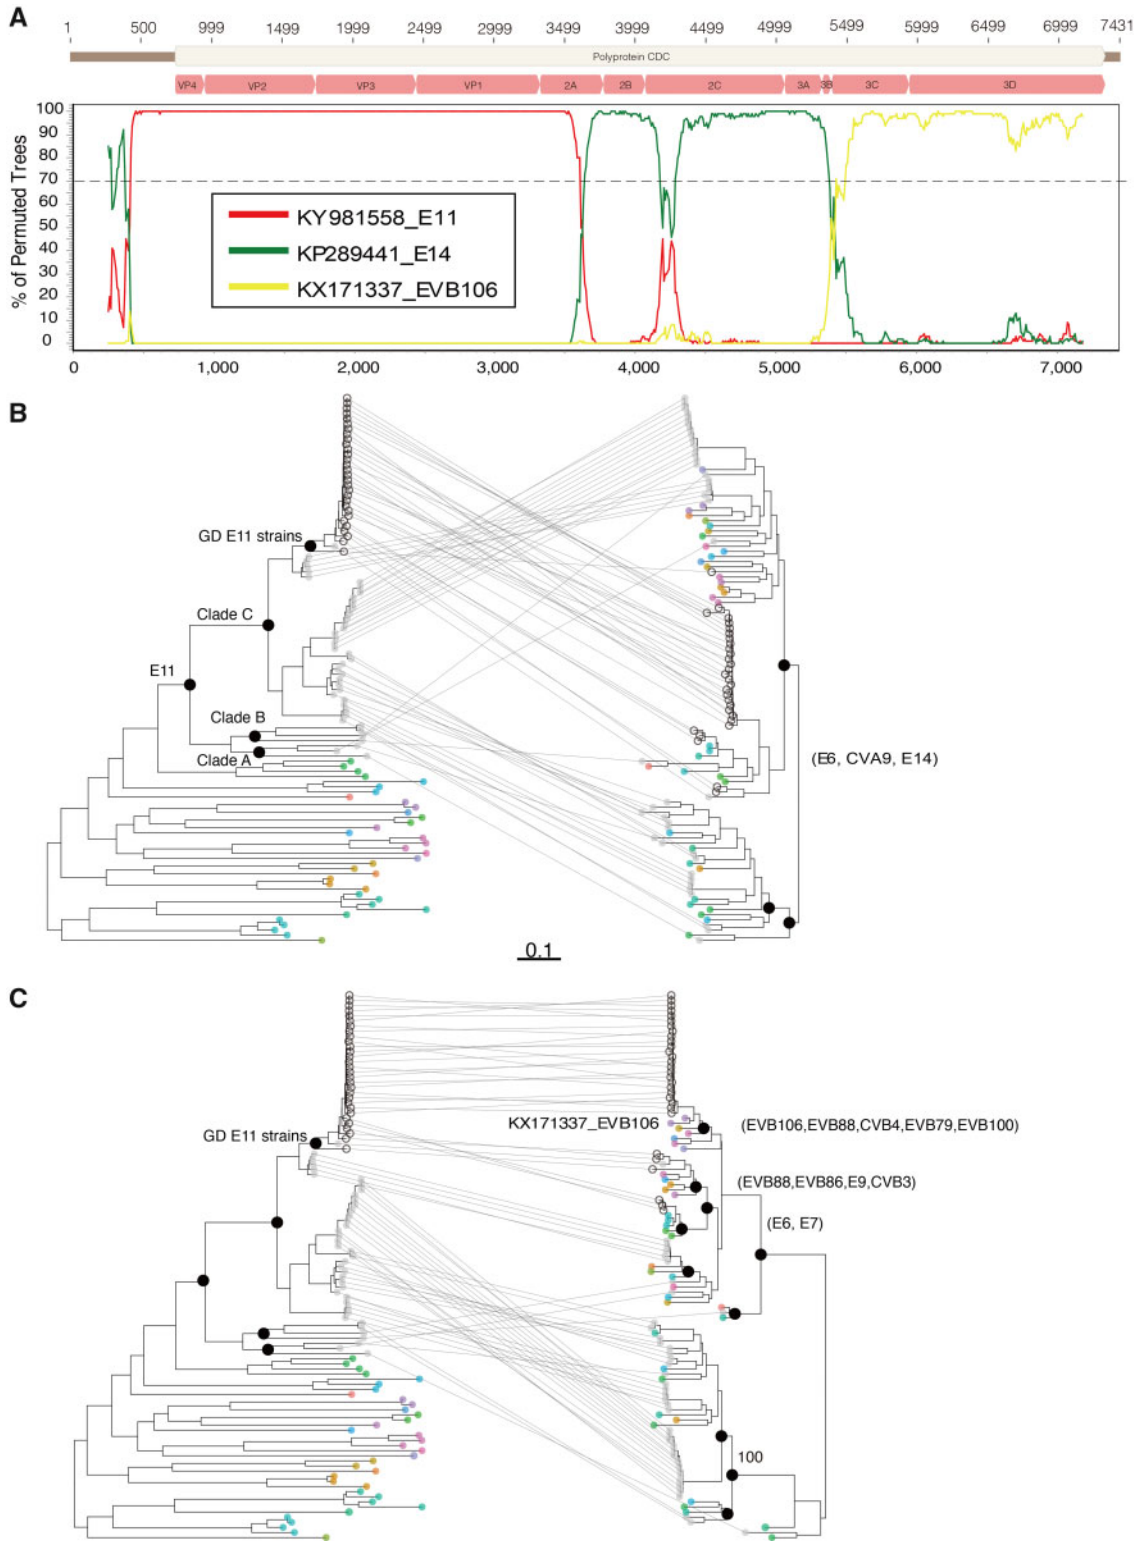 A
1 500 999 1499 1999 2499 2999 3499 3999 4499 4999 5499 5999 6499 6999 7431
Polyprotein CDC
VP4 VP2 VP3 VP1 2A 2B 2C 3A 3B 3C 3D
100
90
80
70
60
50
40
30
20
10
0
% of Permuted Trees
KY981558_E11
KP289441_E14
KX171337_EVB106
0 1,000 2,000 3,000 4,000 5,000 6,000 7,000
B
GD E11 strains
Clade C
E11
Clade B
Clade A
(E6, CVA9, E14)
0.1
C
KX171337_EVB106
(EVB106,EVB88,CVB4,EVB79,EVB100)
GD E11 strains
(EVB88,EVB86,E9,CVB3)
(E6, E7)
100